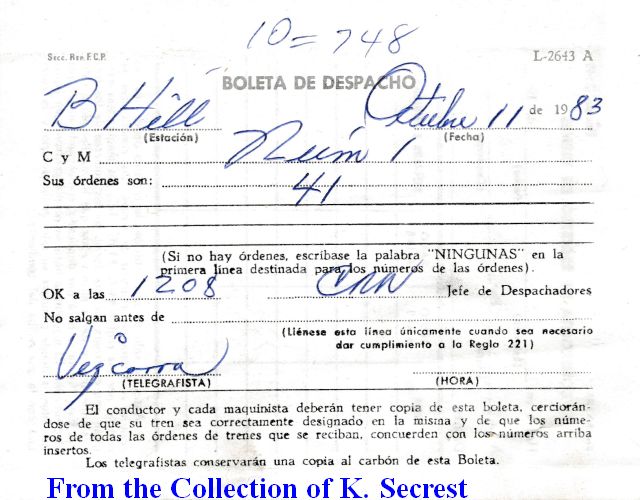 10 = 748
Secc. Rep. F.C.P. L-2643 A
BOLETA DE DESPACHO
B Hill Octubre 11 de 1983
(Estación) (Fecha)
C y M Núm 1
Sus órdenes son: 41
(Si no hay órdenes, escríbase la palabra "NINGUNAS" en la
primera línea destinada para los números de las órdenes).
OK a las 1208 Jefe de Despachadores
No salgan antes de
(Llénese esta línea únicamente cuando sea necesario
dar cumplimiento a la Regla 221)
(TELEGRAFISTA) (HORA)
El conductor y cada maquinista deberán tener copia de esta boleta, cerciorán-
dose de que su tren sea correctamente designado en la misma y de que los núme-
ros de todas las órdenes de trenes que se reciban, concuerden con los números arriba
insertos.
Los telegrafistas conservarán una copia al carbón de esta Boleta.
From the Collection of K. Secrest